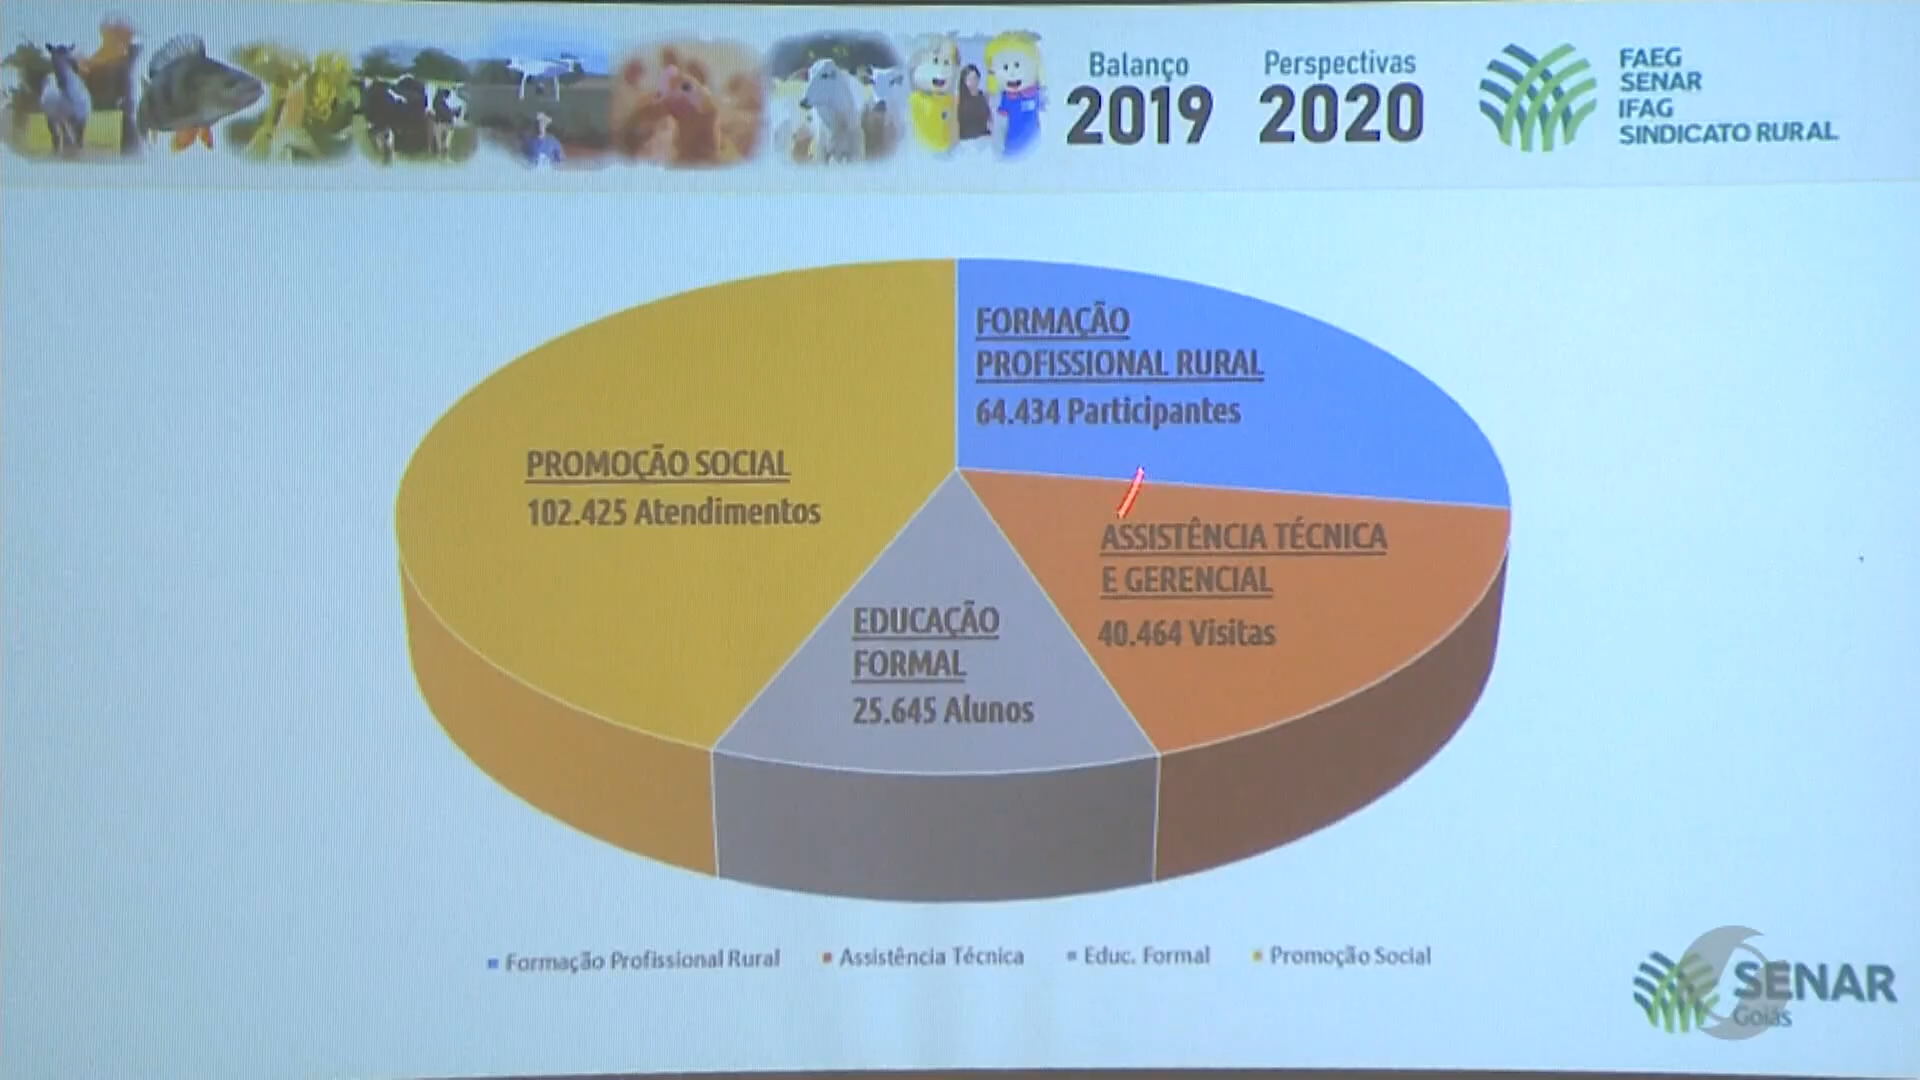 Balanço
2019
Perspectivas
2020
FAEG
SENAR
IFAG
SINDICATO RURAL
FORMAÇÃO
PROFISSIONAL RURAL
64.434 Participantes
PROMOÇÃO SOCIAL
102.425 Atendimentos
ASSISTÊNCIA TÉCNICA
E GERENCIAL
40.464 Visitas
EDUCAÇÃO
FORMAL
25.645 Alunos
Formação Profissional Rural
Assistência Técnica
Educ. Formal
Promoção Social
SENAR
Goiás